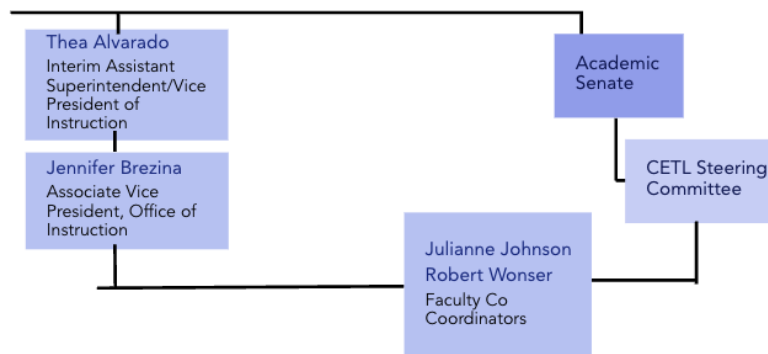 Thea Alvarado
Interim Assistant
Superintendent/Vice
President of
Instruction
Academic
Senate
Jennifer Brezina
Associate Vice
President, Office of
Instruction
CETL Steering
Committee
Julianne Johnson
Robert Wonser
Faculty Co
Coordinators